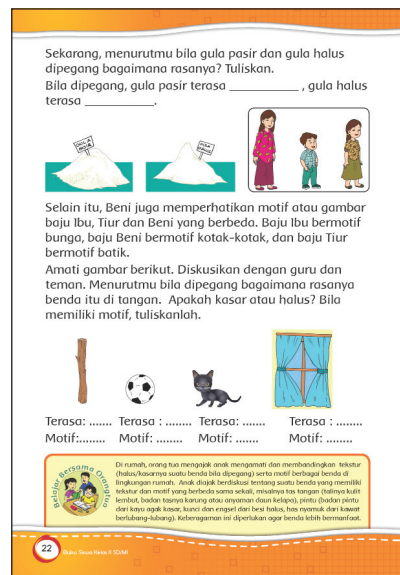 Sekarang, menurutmu bila gula pasir dan gula halus
dipegang bagaimana rasanya? Tuliskan.
Bila dipegang, gula pasir terasa ___________ , gula halus
terasa ___________.
GULA PASIR
GULA HALUS
Selain itu, Beni juga memperhatikan motif atau gambar
baju Ibu, Tiur dan Beni yang berbeda. Baju Ibu bermotif
bunga, baju Beni bermotif kotak-kotak, dan baju Tiur
bermotif batik.
Amati gambar berikut. Diskusikan dengan guru dan
teman. Menurutmu bila dipegang bagaimana rasanya
benda itu di tangan. Apakah kasar atau halus? Bila
memiliki motif, tuliskanlah.
Terasa: ....... Terasa : ........ Terasa: ....... Terasa : ........
Motif:........ Motif: ........ Motif: ....... Motif: ........
Belajar Bersama Orangtua
Di rumah, orang tua mengajak anak mengamati dan membandingkan tekstur
(halus/kasarnya suatu benda bila dipegang) serta motif berbagai benda di
lingkungan rumah. Anak diajak berdiskusi tentang suatu benda yang memiliki
tekstur dan motif yang berbeda sama sekali, misalnya tas tangan (talinya kulit
lembut, badan tasnya karung atau anyaman daun kelapa), pintu (badan pintu
dari kayu agak kasar, kunci dan engsel dari besi halus, has nyamuk dari kawat
berlubang-lubang). Keberagaman ini diperlukan agar benda lebih bermanfaat.
22 Buku Siswa Kelas II SD/MI